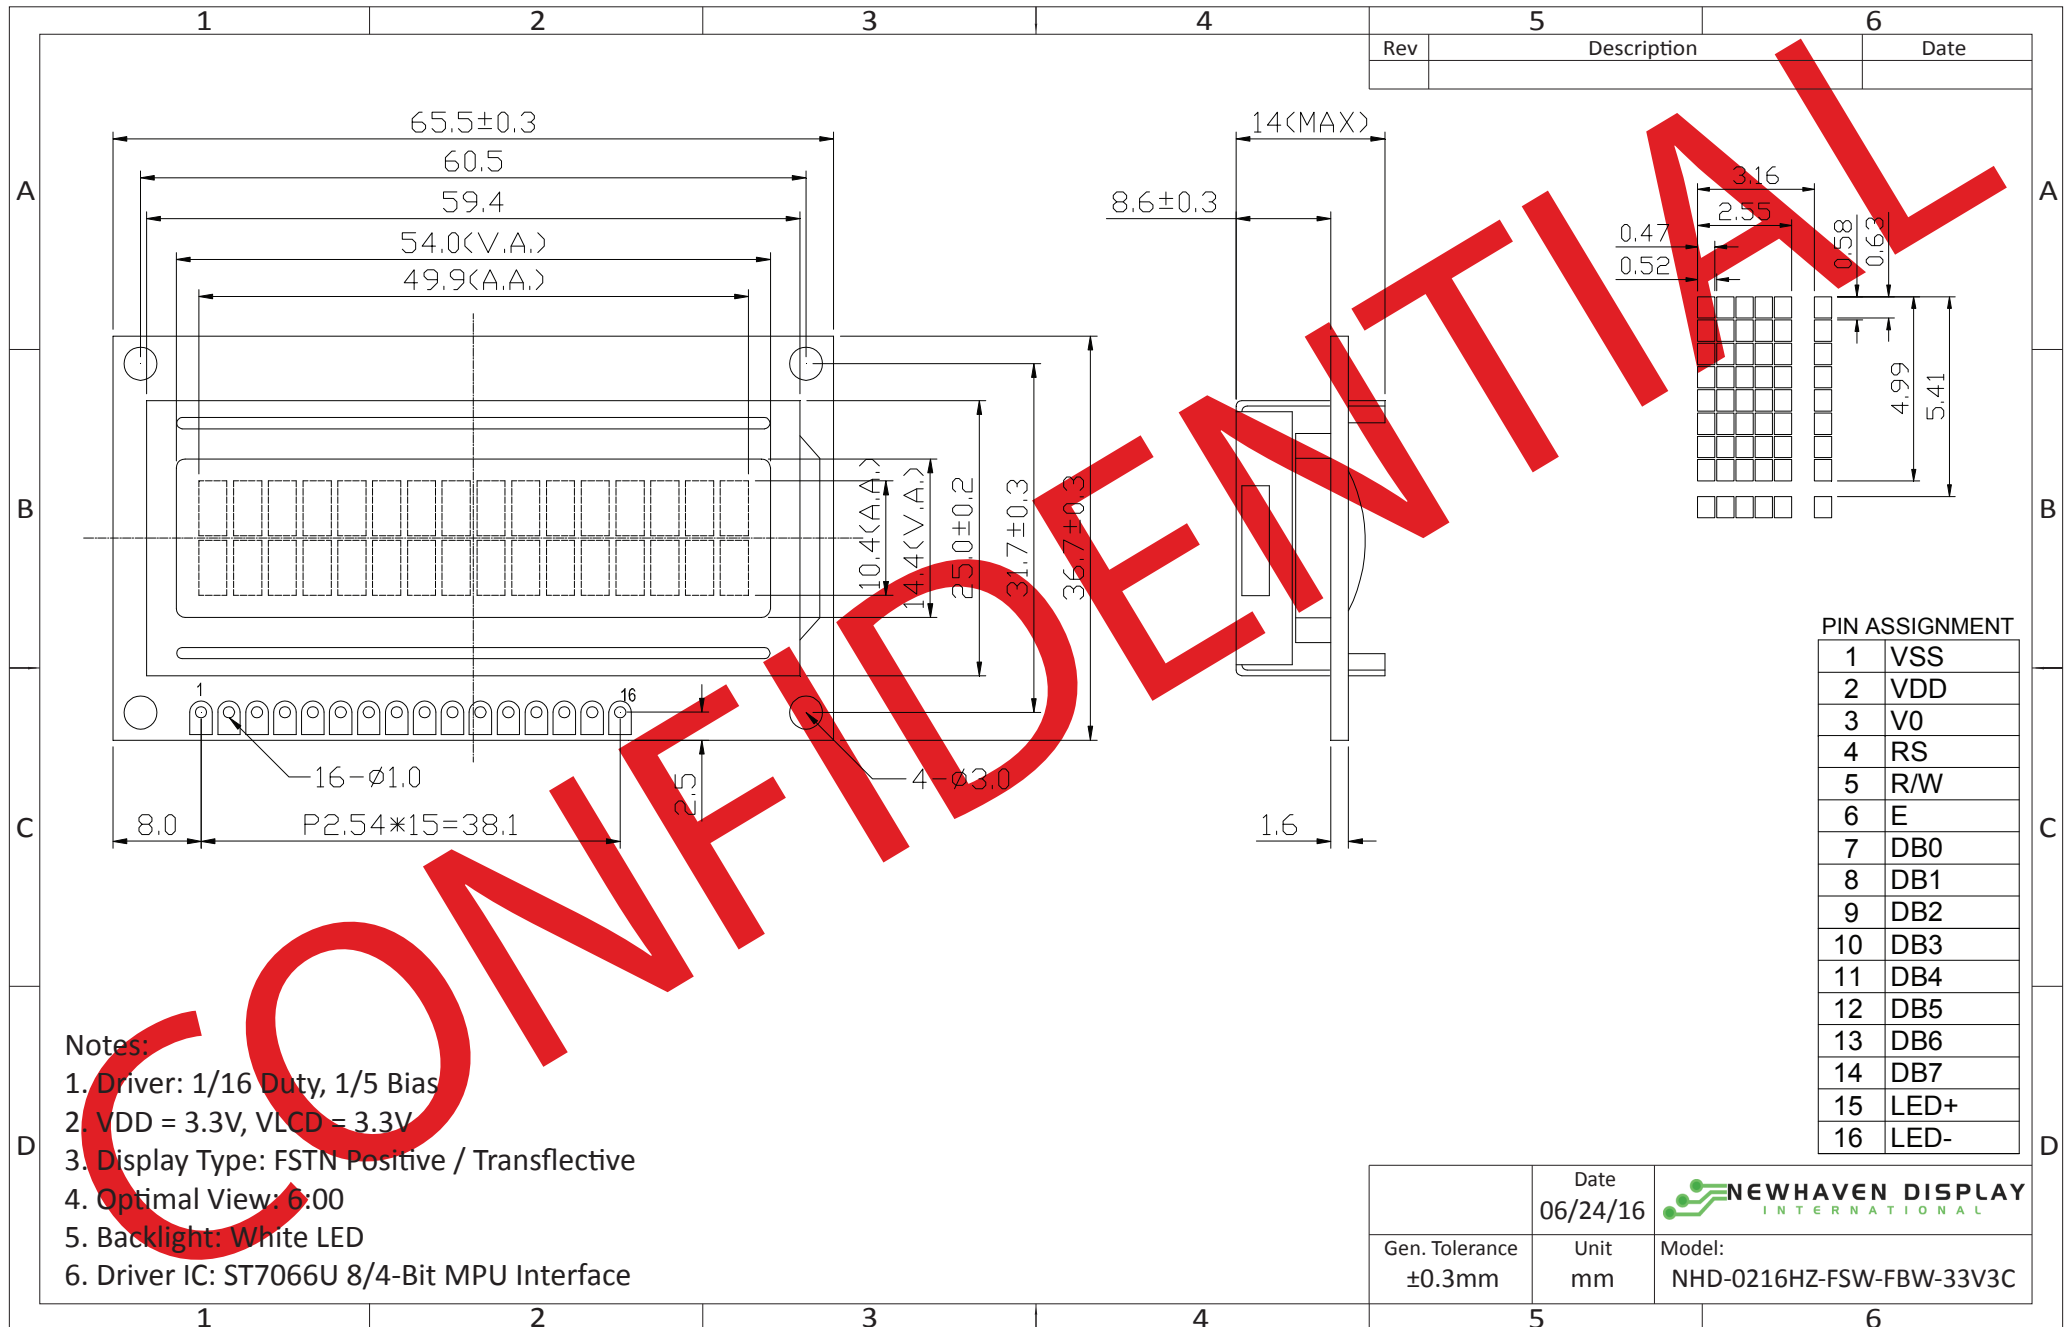 1 2 3 4 5 6
Rev Description Date
A A
B B
C C
D D
65.5±0.3
60.5
59.4
54.0(V.A.)
49.9(A.A.)
10.4(A.A.)
14.4(V.A.)
25.0±0.2
31.7±0.3
36.7±0.3
1
16
16-Ø1.0
4-Ø3.0
2.5
8.0
P2.54*15=38.1
14(MAX)
8.6±0.3
1.6
3.16
2.55
0.47
0.52
0.58
0.63
4.99
5.41
CONFIDENTIAL
PIN ASSIGNMENT
1 VSS
2 VDD
3 V0
4 RS
5 R/W
6 E
7 DB0
8 DB1
9 DB2
10 DB3
11 DB4
12 DB5
13 DB6
14 DB7
15 LED+
16 LED-
Notes:
1. Driver: 1/16 Duty, 1/5 Bias
2. VDD = 3.3V, VLCD = 3.3V
3. Display Type: FSTN Positive / Transflective
4. Optimal View: 6:00
5. Backlight: White LED
6. Driver IC: ST7066U 8/4-Bit MPU Interface
Date
06/24/16
NEWHAVEN DISPLAY
INTERNATIONAL
Gen. Tolerance
±0.3mm
Unit
mm
Model:
NHD-0216HZ-FSW-FBW-33V3C
1 2 3 4 5 6